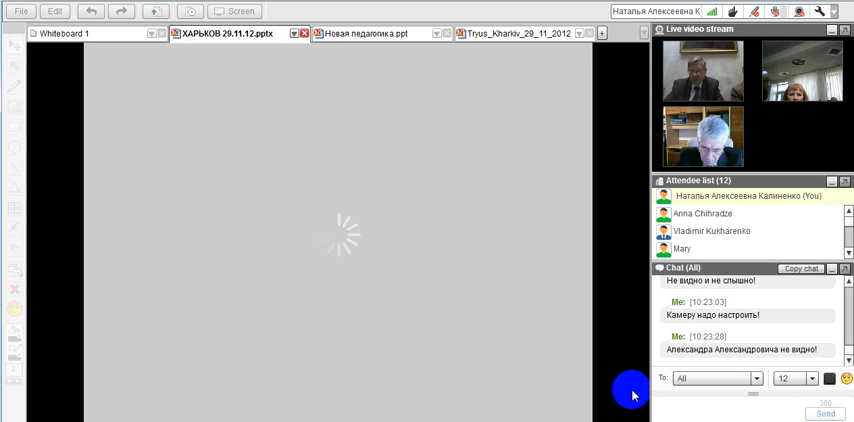 File
Edit
Screen
Наталья Алексеевна К
Whiteboard 1
ХАРЬКОВ 29.11.12.pptx
Новая педагогика.ppt
Tryus_Kharkiv_29_11_2012
Live video stream
Attendee list (12)
Наталья Алексеевна Калиненко (You)
Anna Chihradze
Vladimir Kukharenko
Mary
Chat (All)
Copy chat
Не видно и не слышно!
Me: [10:23:03]
Камеру надо настроить!
Me: [10:23:28]
Александра Александровича не видно!
To:
All
12
300
Send